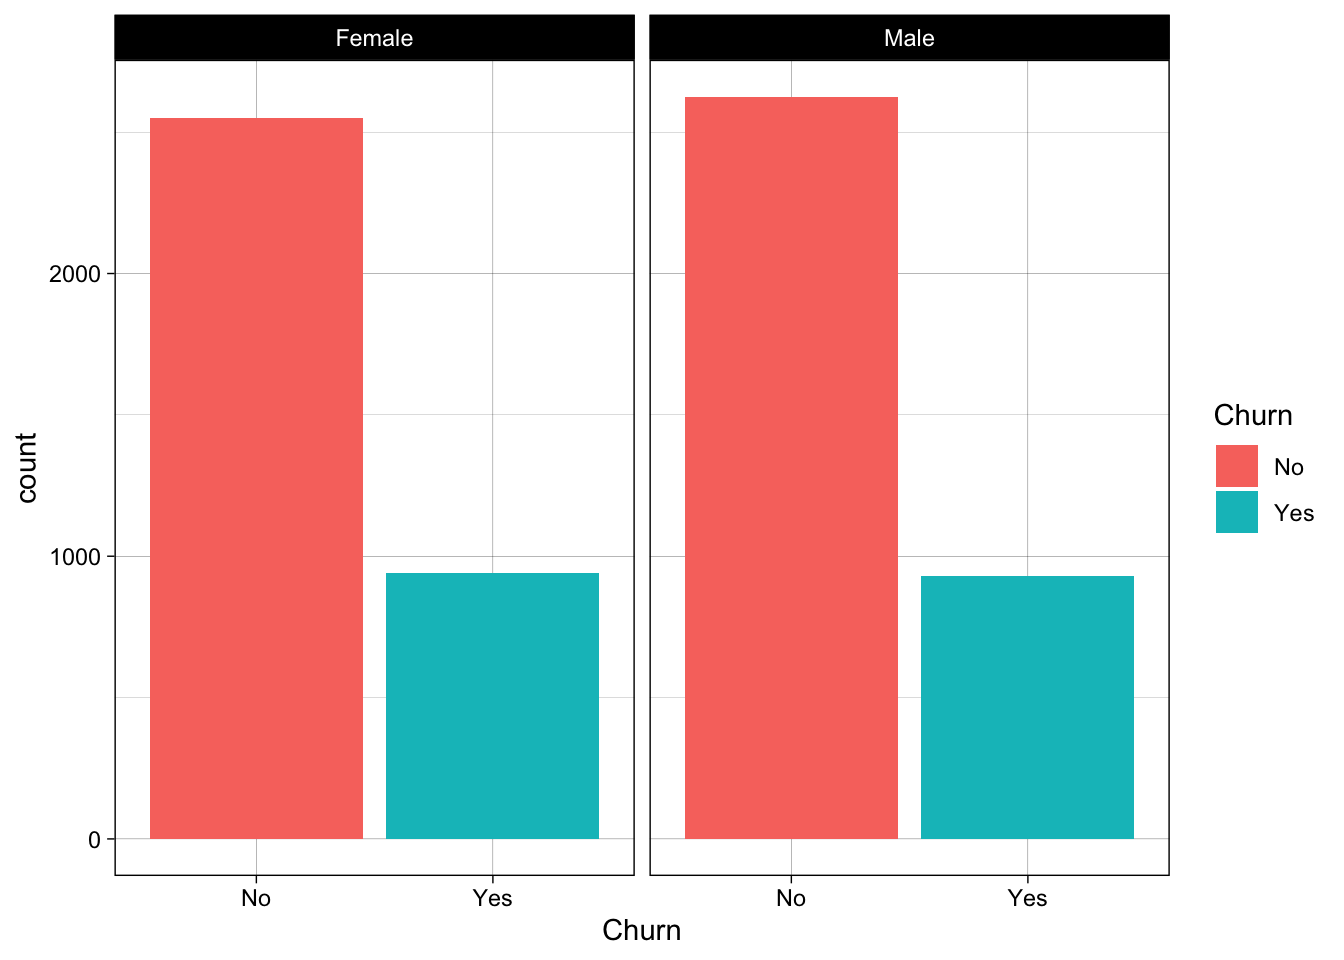 Female
Male
2000
1000
0
count
No
Yes
No
Yes
Churn
Churn
No
Yes